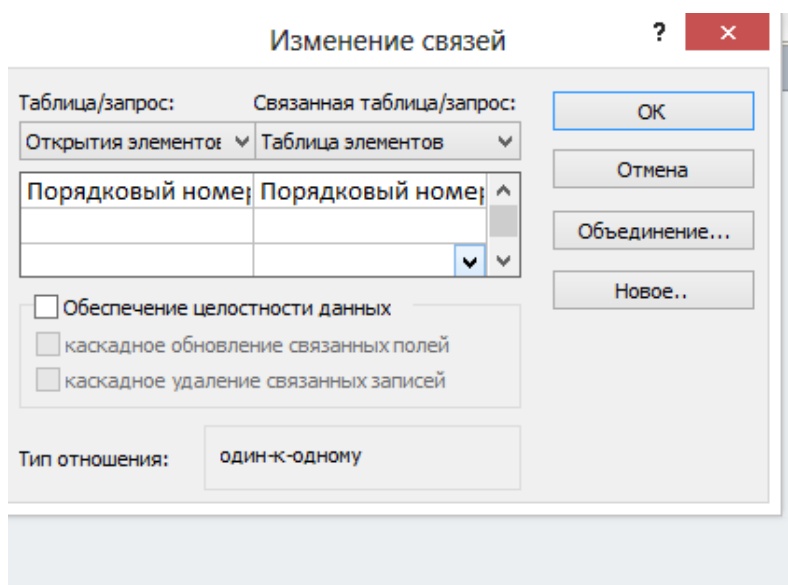 Изменение связей ?
Таблица/запрос: Связанная таблица/запрос:
Открытия элементов Таблица элементов
Порядковый номер Порядковый номер
Обеспечение целостности данных
каскадное обновление связанных полей
каскадное удаление связанных записей
Тип отношения: один-к-одному
ОК
Отмена
Объединение...
Новое..